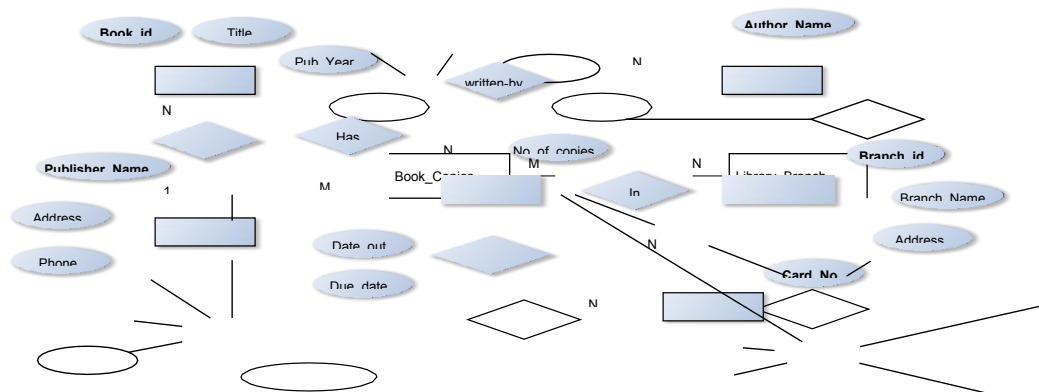 Book_id
Title
Author_Name
Pub_Year
written-by
N
N
Has
No_of_copies
N
M
Book_Copies
N
Library_Branch
Branch_id
Publisher_Name
1
M
In
Branch_Name
Address
Date_out
N
Address
Phone
Due_date
Card_No
N